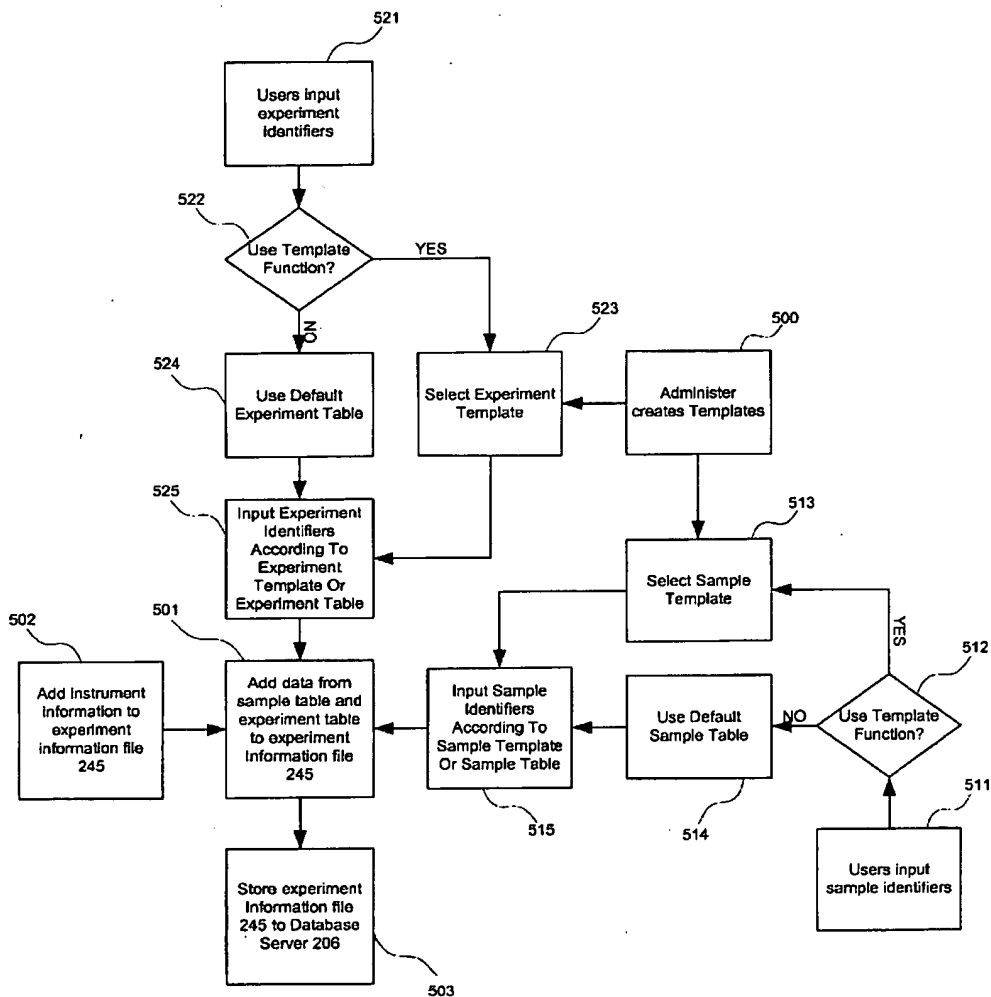 521
Users input
experiment
identifiers
522
Use Template
Function?
YES
NO
523
500
524
Use Default
Experiment Table
Select Experiment
Template
Administer
creates Templates
525
Input Experiment
Identifiers
According To
Experiment
Template Or
Experiment Table
513
Select Sample
Template
502
501
Add Instrument
information to
experiment
information file
245
Add data from
sample table and
experiment table
to experiment
Information file
245
Input Sample
Identifiers
According To
Sample Template
Or Sample Table
Use Default
Sample Table
NO
YES
512
Use Template
Function?
515
514
511
Users input
sample identifiers
Store experiment
Information file
245 to Database
Server 206
503